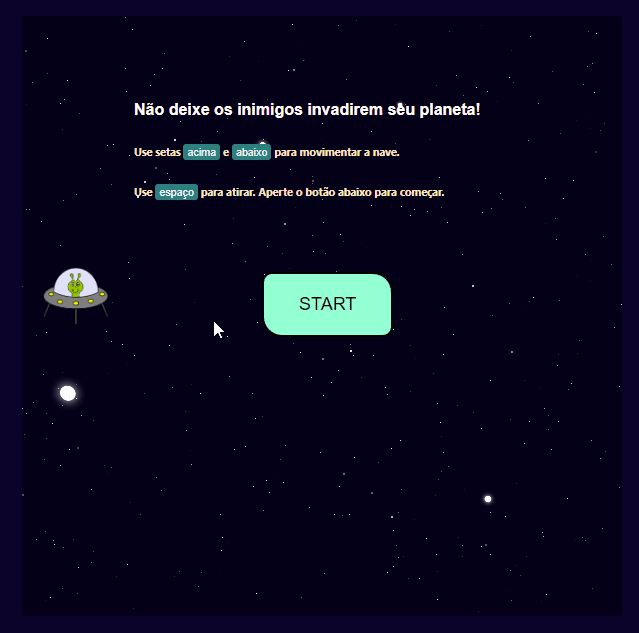 Não deixe os inimigos invadirem seu planeta!
Use setas acima e abaixo para movimentar a nave.
Use espaço para atirar. Aperte o botão abaixo para começar.
START